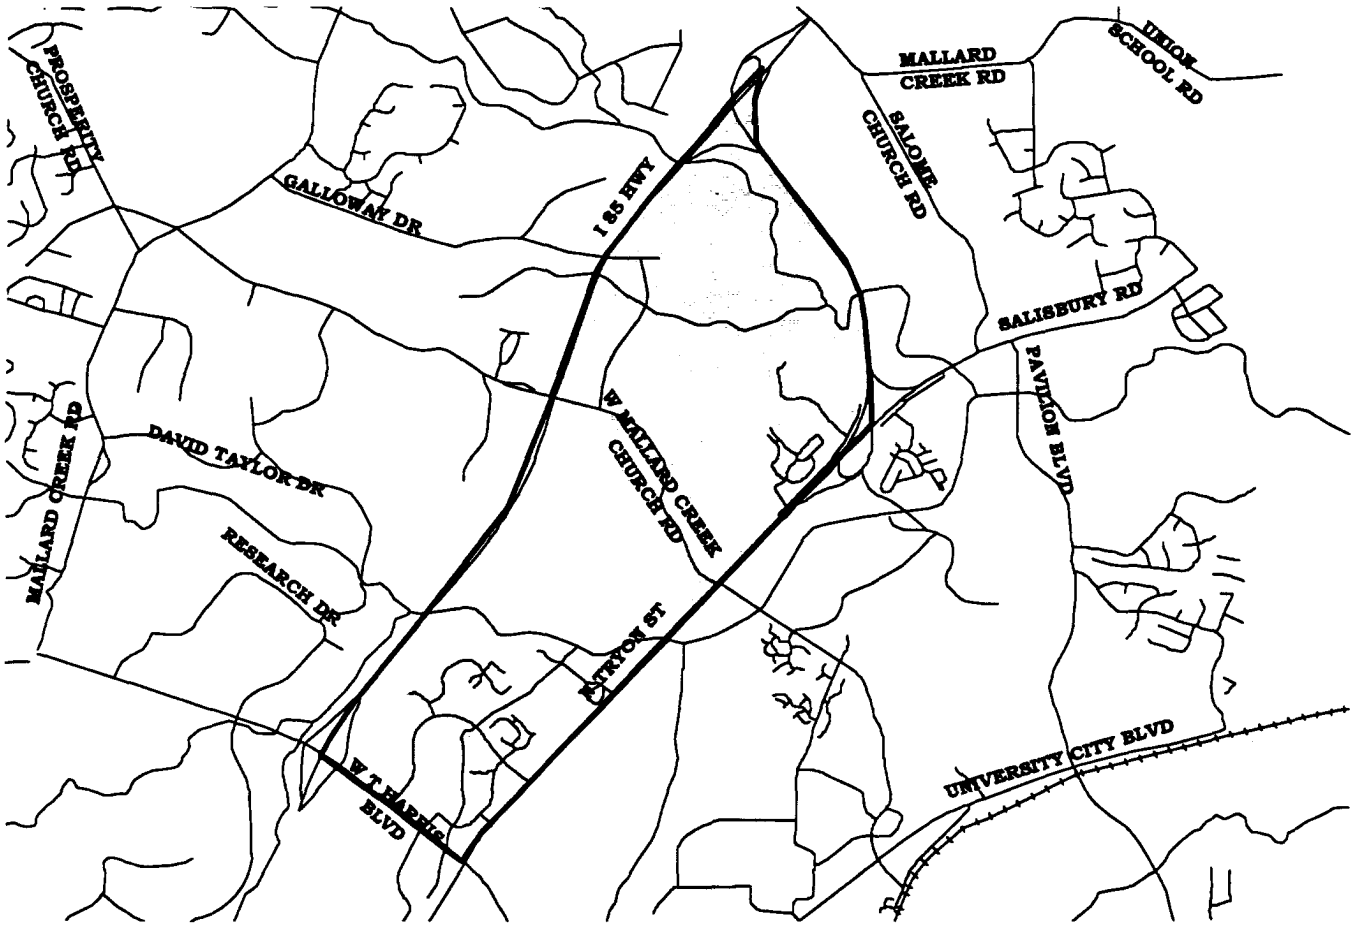 UNION
SCHOOL RD
MALLARD
CREEK RD
PROSPERITY
CHURCH RD
SALOME
CHURCH RD
I 85 HWY
GALLOWAY DR
SALISBURY RD
PAVILION BLVD
W MALLARD CREEK
CHURCH RD
MALLARD CREEK RD
DAVID TAYLOR DR
RESEARCH DR
N TRYON ST
W T HARRIS
BLVD
UNIVERSITY CITY BLVD